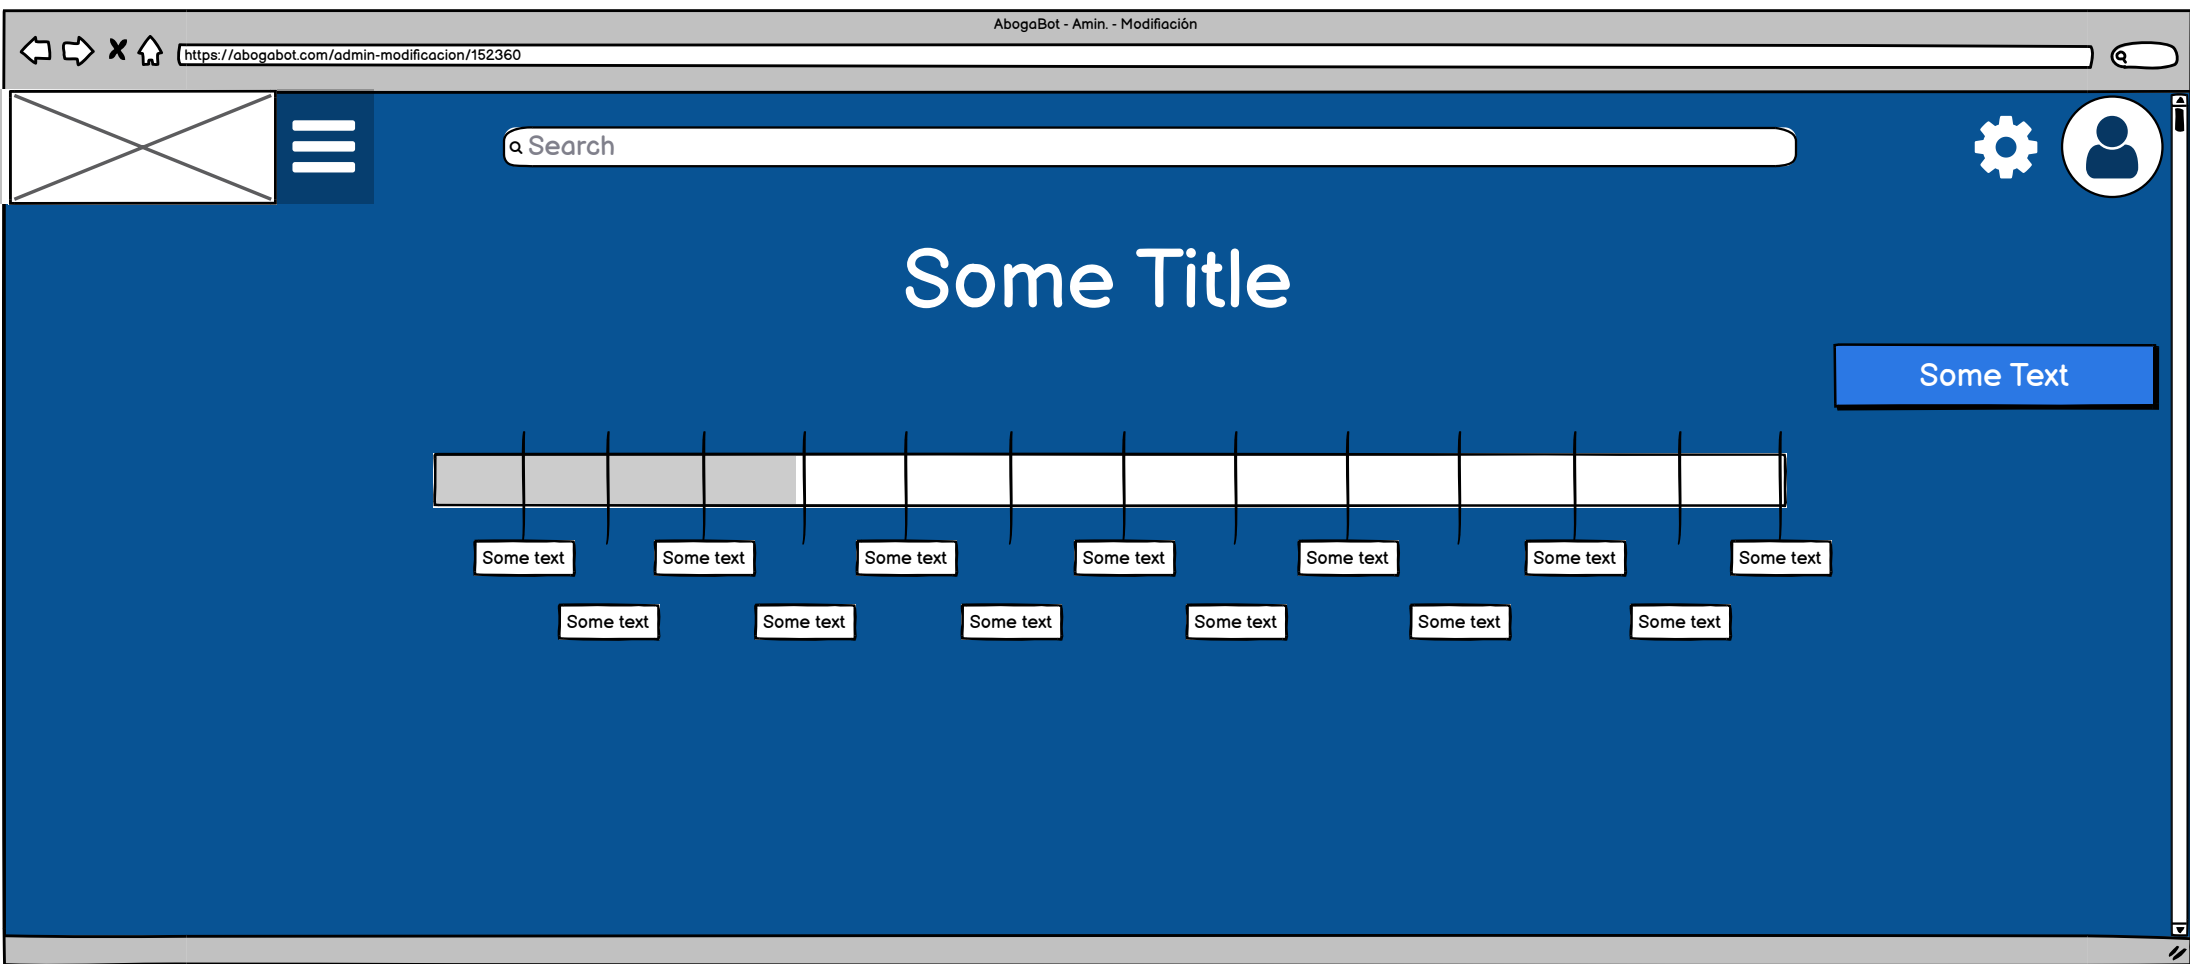 AbogaBot - Amin. - Modifiación
https://abogabot.com/admin-modificacion/152360
Search
Some Title
Some Text
Some text Some text Some text Some text Some text Some text Some text
Some text Some text Some text Some text Some text Some text